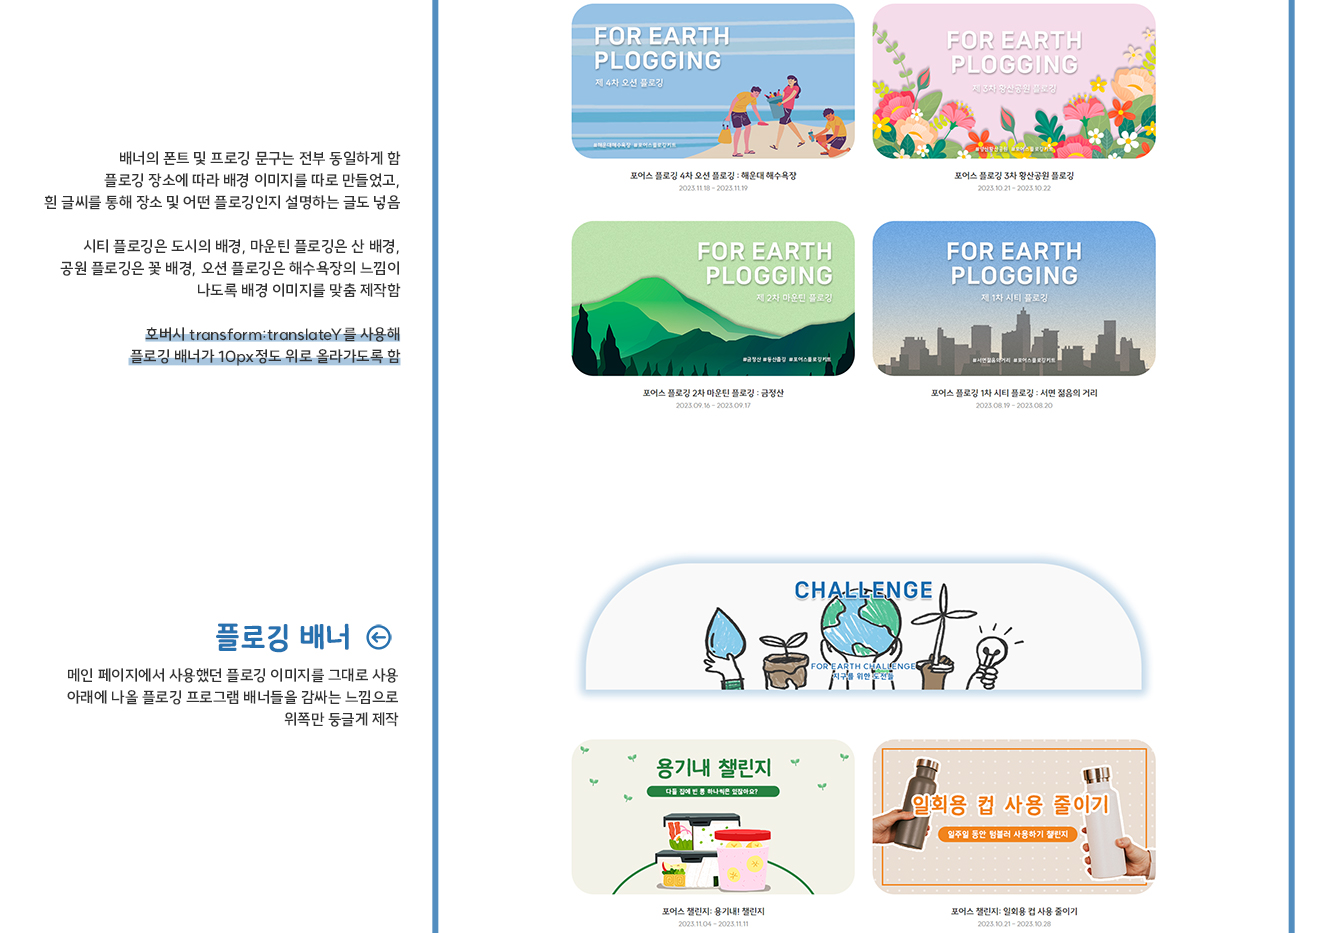 배너의 폰트 및 프로깅 문구는 전부 동일하게 함
플로깅 장소에 따라 배경 이미지를 따로 만들었고,
흰 글씨를 통해 장소 및 어떤 플로깅인지 설명하는 글도 넣음
시티 플로깅은 도시의 배경, 마운틴 플로깅은 산 배경,
공원 플로깅은 꽃 배경, 오션 플로깅은 해수욕장의 느낌이
나도록 배경 이미지를 맞춤 제작함
호버시 transform:translateY를 사용해
플로깅 배너가 10px정도 위로 올라가도록 함
FOR EARTH
PLOGGING
제 4차 오션 플로깅
#해운대해수욕장 #포어스플로깅키트
포어스 플로깅 4차 오션 플로깅 : 해운대 해수욕장
2023.11.18 - 2023.11.19
FOR EARTH
PLOGGING
제 3차 황산공원 플로깅
#양산황산공원 #포어스플로깅키트
포어스 플로깅 3차 황산공원 플로깅
2023.10.21 - 2023.10.22
FOR EARTH
PLOGGING
제 2차 마운틴 플로깅
#금정산 #등산출깅 #포어스플로깅키트
포어스 플로깅 2차 마운틴 플로깅 : 금정산
2023.09.16 - 2023.09.17
FOR EARTH
PLOGGING
제 1차 시티 플로깅
#서면젊음의거리 #포어스플로깅키트
포어스 플로깅 1차 시티 플로깅 : 서면 젊음의 거리
2023.08.19 - 2023.08.20
플로깅 배너
메인 페이지에서 사용했던 플로깅 이미지를 그대로 사용
아래에 나올 플로깅 프로그램 배너들을 감싸는 느낌으로
위쪽만 둥글게 제작
CHALLENGE
FOR EARTH CHALLENGE
지구를 위한 도전들
용기내 챌린지
다들 집에 빈 통 하나씩은 있잖아요?
포어스 챌린지: 용기내! 챌린지
2023.11.04 - 2023.11.11
일회용 컵 사용 줄이기
일주일 동안 텀블러 사용하기 챌린지
포어스 챌린지: 일회용 컵 사용 줄이기
2023.10.21 - 2023.10.28